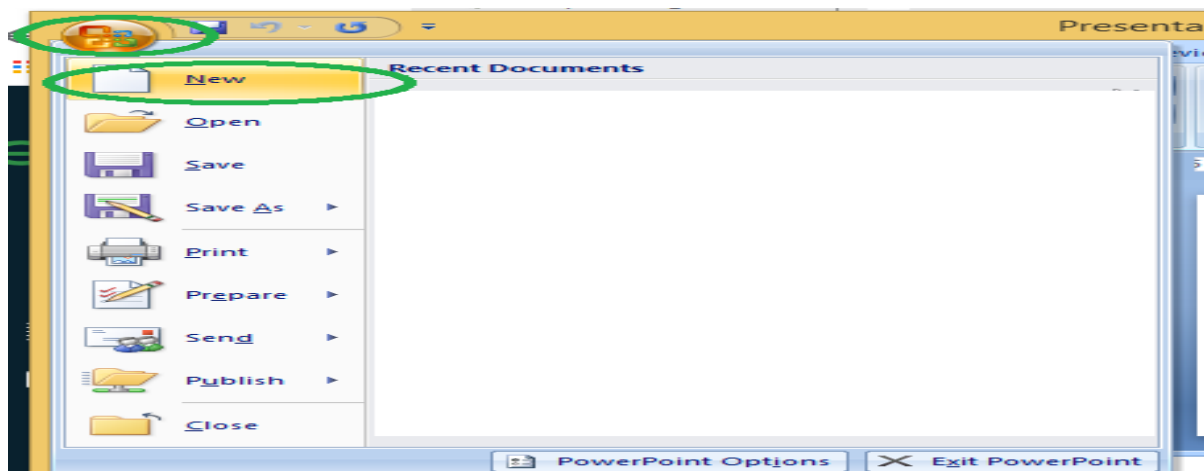 Presenta
New
Recent Documents
Open
Save
Save As
Print
Prepare
Send
Publish
Close
PowerPoint Options
Exit PowerPoint